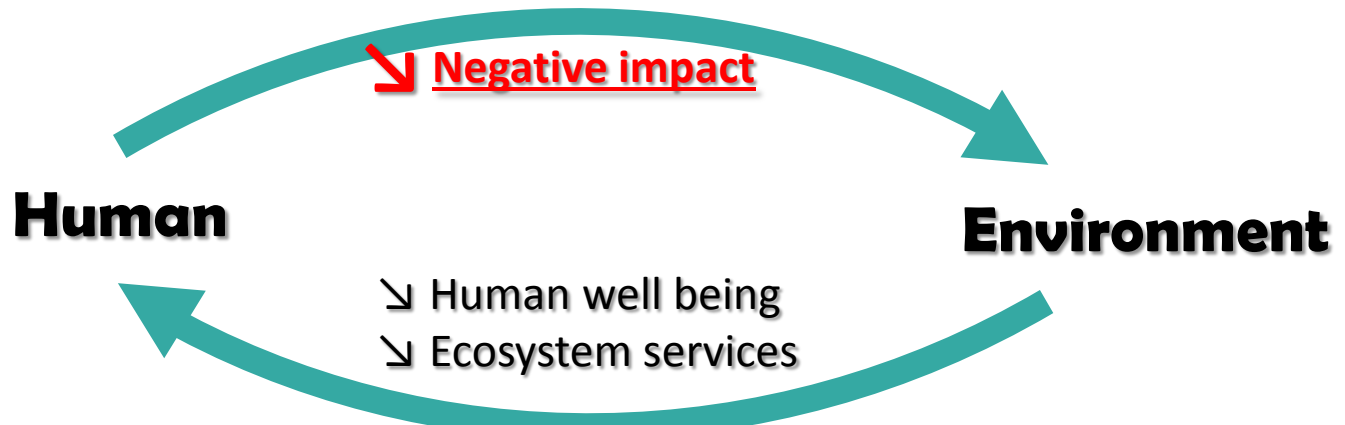 ↘ Negative impact
Human
Environment
↘ Human well being
↘ Ecosystem services